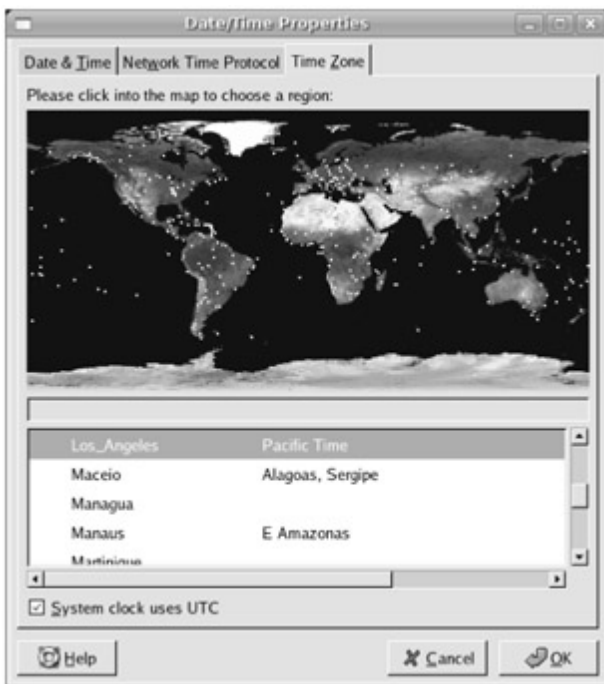 Date/Time Properties
Date & Time Network Time Protocol Time Zone
Please click into the map to choose a region:
Los_Angeles Pacific Time
Maceio Alagoas, Sergipe
Managua
Manaus E Amazonas
Martinique
System clock uses UTC
Help Cancel OK